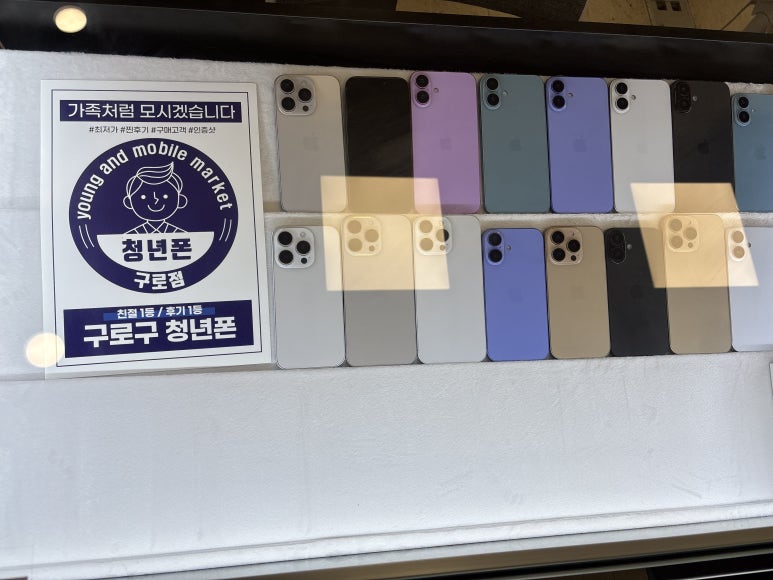 가족처럼 모시겠습니다
#최저가 #찐후기 #구매고객 #인증샷
young and mobile market
청년폰
구로점
친절 1등 / 후기 1등
구로구 청년폰